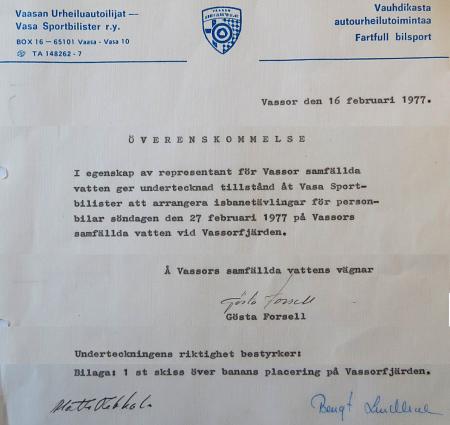 Vaasan Urheiluautoilijat —
Vasa Sportbilister r.y.
BOX 16 — 65101 Vaasa - Vasa 10
TA 148262 - 7
Vauhdikasta
autourheilutoimintaa
Fartfull bilsport
Vassor den 16 februari 1977.
ÖVERENSKOMMELSE
I egenskap av representant för Vassor samfällda
vatten ger undertecknad tillstånd åt Vasa Sport-
bilister att arrangera isbanetävlingar för person-
bilar söndagen den 27 februari 1977 på Vassors
samfällda vatten vid Vassorfjärden.
Å Vassors samfällda vattens vägnar
Gösta Forsell
Gösta Forsell
Underteckningens riktighet bestyrker:
Bilaga: 1 st skiss över banans placering på Vassorfjärden.
Bengt